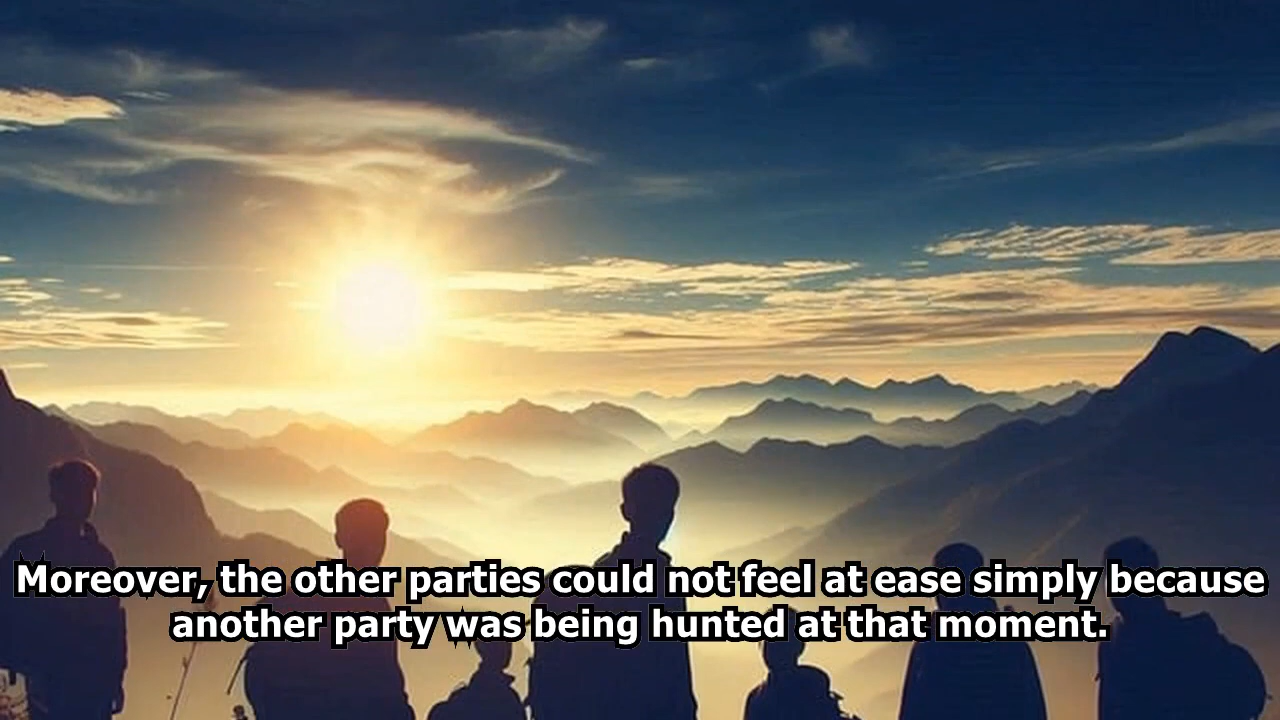 Moreover, the other parties could not feel at ease simply because
another party was being hunted at that moment.